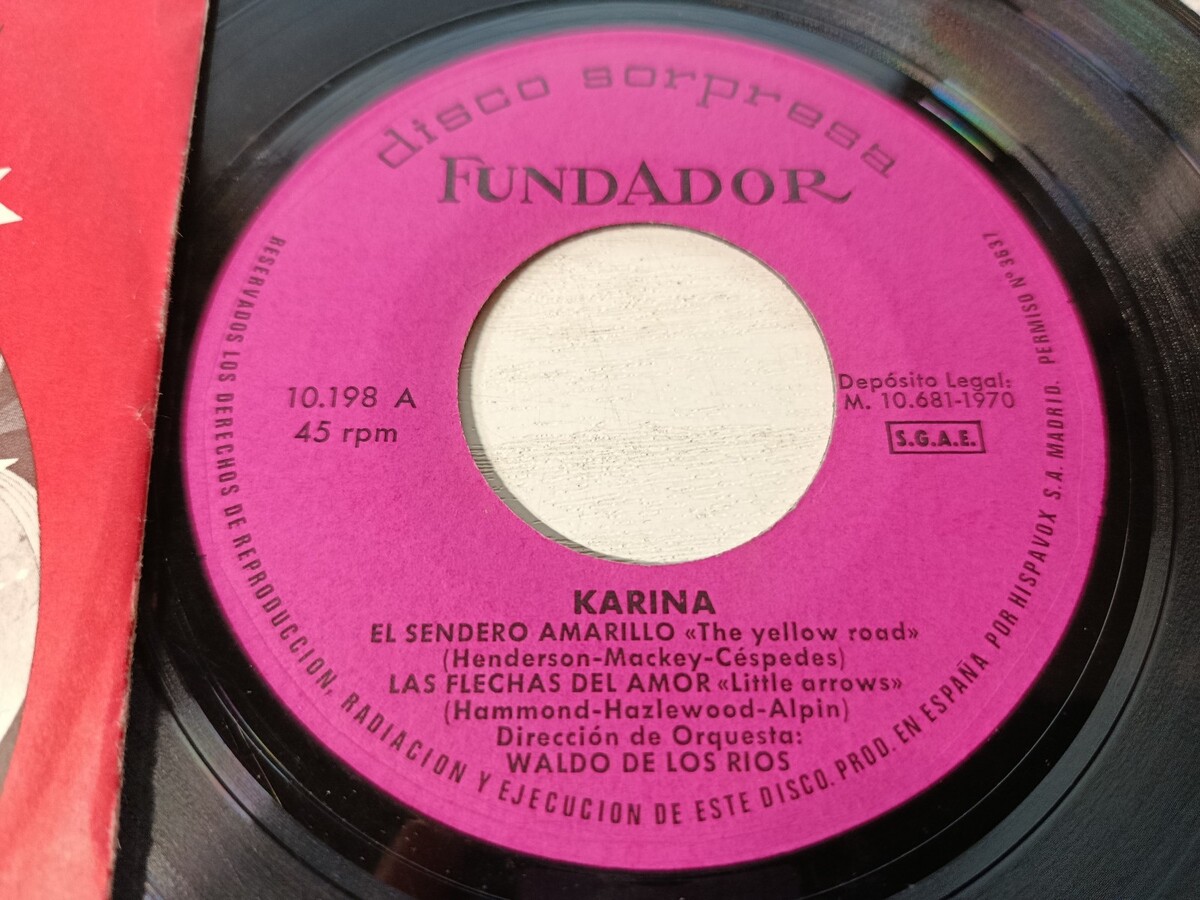 disco sorpresa
FUNDADOR
10.198 A
45 rpm
Depósito Legal:
M. 10.681-1970
S.G.A.E.
KARINA
EL SENDERO AMARILLO «The yellow road»
(Henderson-Mackey-Céspedes)
LAS FLECHAS DEL AMOR «Little arrows»
(Hammond-Hazlewood-Alpin)
Dirección de Orquesta:
WALDO DE LOS RIOS
RESERVADOS LOS DERECHOS DE REPRODUCCION, RADIACION Y EJECUCION DE ESTE DISCO. PROD. EN ESPAÑA POR HISPAVOX S.A. MADRID. PERMISO Nº 3637